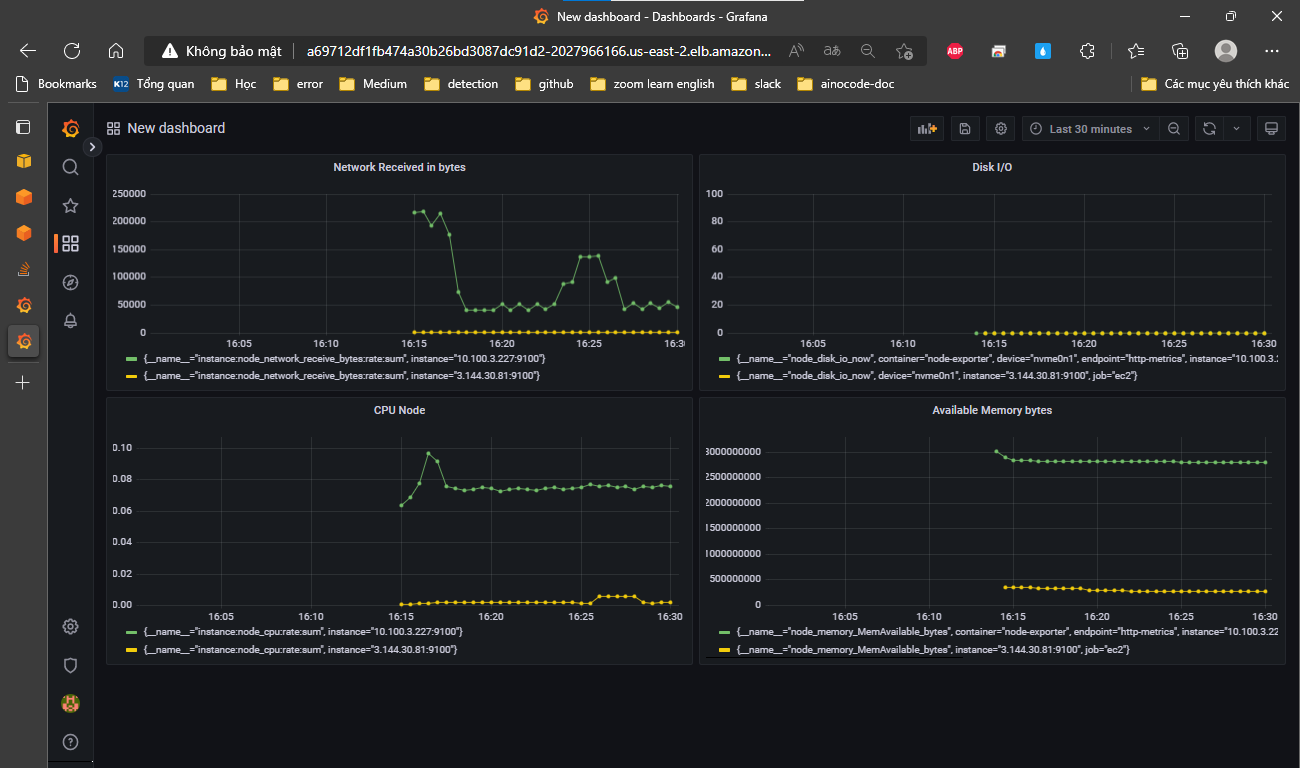 New dashboard - Dashboards - Grafana
Không bảo mật a69712df1fb474a30b26bd3087dc91d2-2027966166.us-east-2.elb.amazon...
Bookmarks K12 Tổng quan Học error Medium detection github zoom learn english slack ainocode-doc Các mục yêu thích khác
New dashboard Last 30 minutes
Network Received in bytes
250000
200000
150000
100000
50000
0
16:05 16:10 16:15 16:20 16:25 16:30
{__name__="instance:node_network_receive_bytes:rate:sum", instance="10.100.3.227:9100"}
{__name__="instance:node_network_receive_bytes:rate:sum", instance="3.144.30.81:9100"}
Disk I/O
100
80
60
40
20
0
16:05 16:10 16:15 16:20 16:25 16:30
{__name__="node_disk_io_now", container="node-exporter", device="nvme0n1", endpoint="http-metrics", instance="10.100.3.2
{__name__="node_disk_io_now", device="nvme0n1", instance="3.144.30.81:9100", job="ec2"}
CPU Node
0.10
0.08
0.06
0.04
0.02
0.00
16:05 16:10 16:15 16:20 16:25 16:30
{__name__="instance:node_cpu:rate:sum", instance="10.100.3.227:9100"}
{__name__="instance:node_cpu:rate:sum", instance="3.144.30.81:9100"}
Available Memory bytes
3000000000
2500000000
2000000000
1500000000
1000000000
500000000
0
16:05 16:10 16:15 16:20 16:25 16:30
{__name__="node_memory_MemAvailable_bytes", container="node-exporter", endpoint="http-metrics", instance="10.100.3.22
{__name__="node_memory_MemAvailable_bytes", instance="3.144.30.81:9100", job="ec2"}
ABP